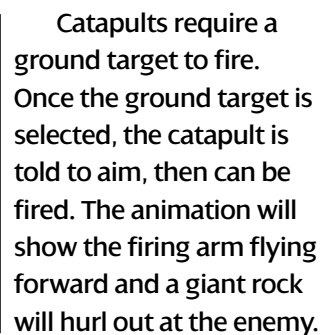 Catapults require a
ground target to fire.
Once the ground target is
selected, the catapult is
told to aim, then can be
fired. The animation will
show the firing arm flying
forward and a giant rock
will hurl out at the enemy.